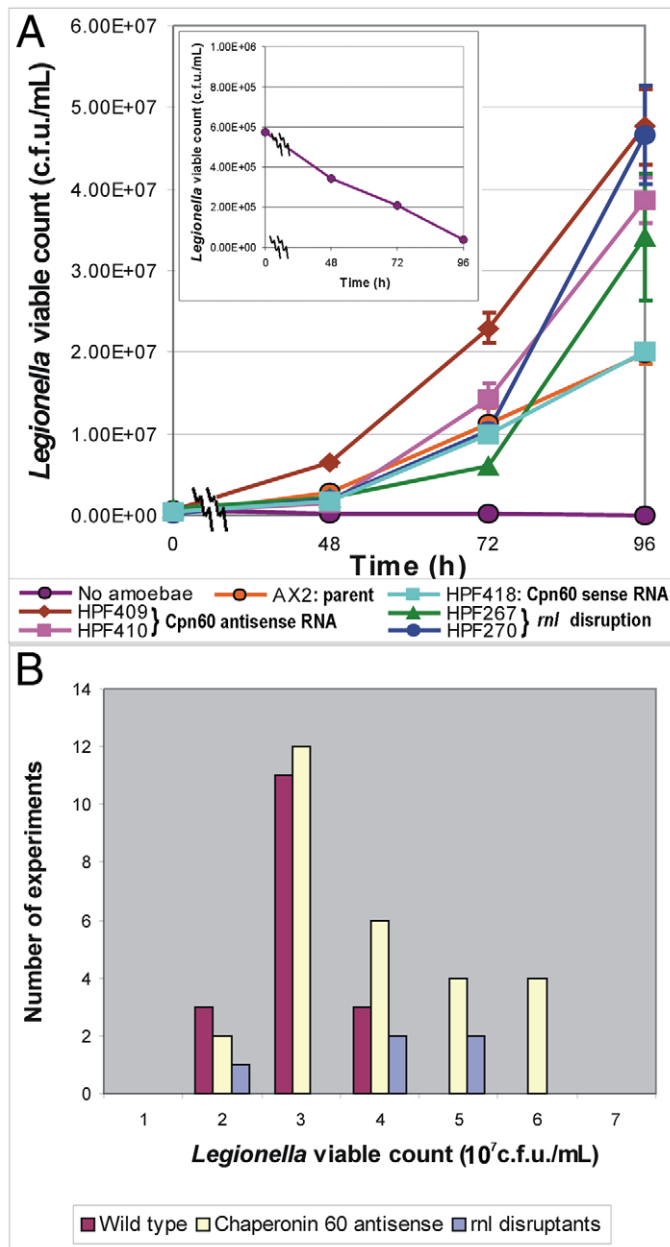 A
Legionella viable count (c.f.u./mL)
6.00E+07
5.00E+07
4.00E+07
3.00E+07
2.00E+07
1.00E+07
0.00E+00
Legionella viable count (c.f.u./mL)
1.00E+06
8.00E+05
6.00E+05
4.00E+05
2.00E+05
0.00E+00
0 48 72 96
Time (h)
0 48 72 96
Time (h)
No amoebae
AX2: parent
HPF418: Cpn60 sense RNA
HPF409
HPF410
} Cpn60 antisense RNA
HPF267
HPF270
} rnl disruption
B
Number of experiments
14
12
10
8
6
4
2
0
1 2 3 4 5 6 7
Legionella viable count (10⁷c.f.u./mL)
Wild type Chaperonin 60 antisense rnl disruptants